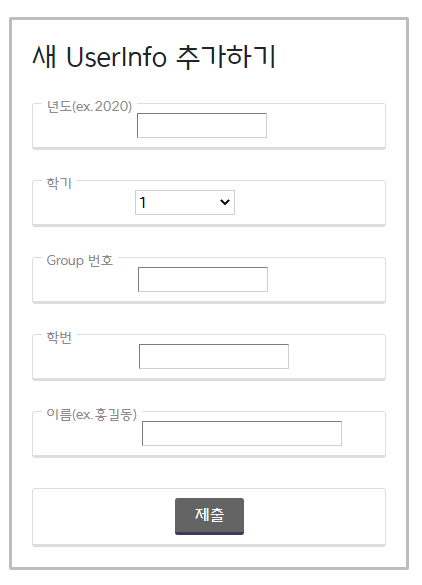 새 UserInfo 추가하기
년도(ex.2020)
학기
1
Group 번호
학번
이름(ex.홍길동)
제출